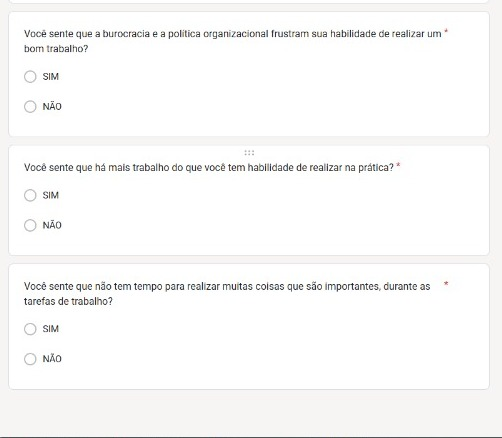 Você sente que a burocracia e a política organizacional frustram sua habilidade de realizar um *
bom trabalho?
SIM
NÃO
Você sente que há mais trabalho do que você tem habilidade de realizar na prática? *
SIM
NÃO
Você sente que não tem tempo para realizar muitas coisas que são importantes, durante as *
tarefas de trabalho?
SIM
NÃO